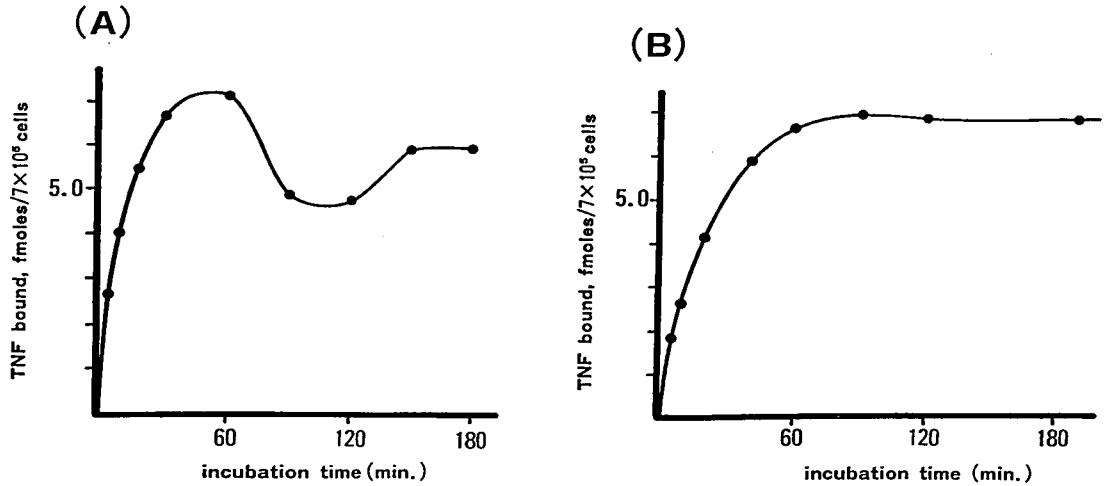 (A)
TNF bound, fmoles/7×10⁵ cells
5.0
60
120
180
incubation time (min.)
(B)
TNF bound, fmoles/7×10⁵ cells
5.0
60
120
180
incubation time (min.)